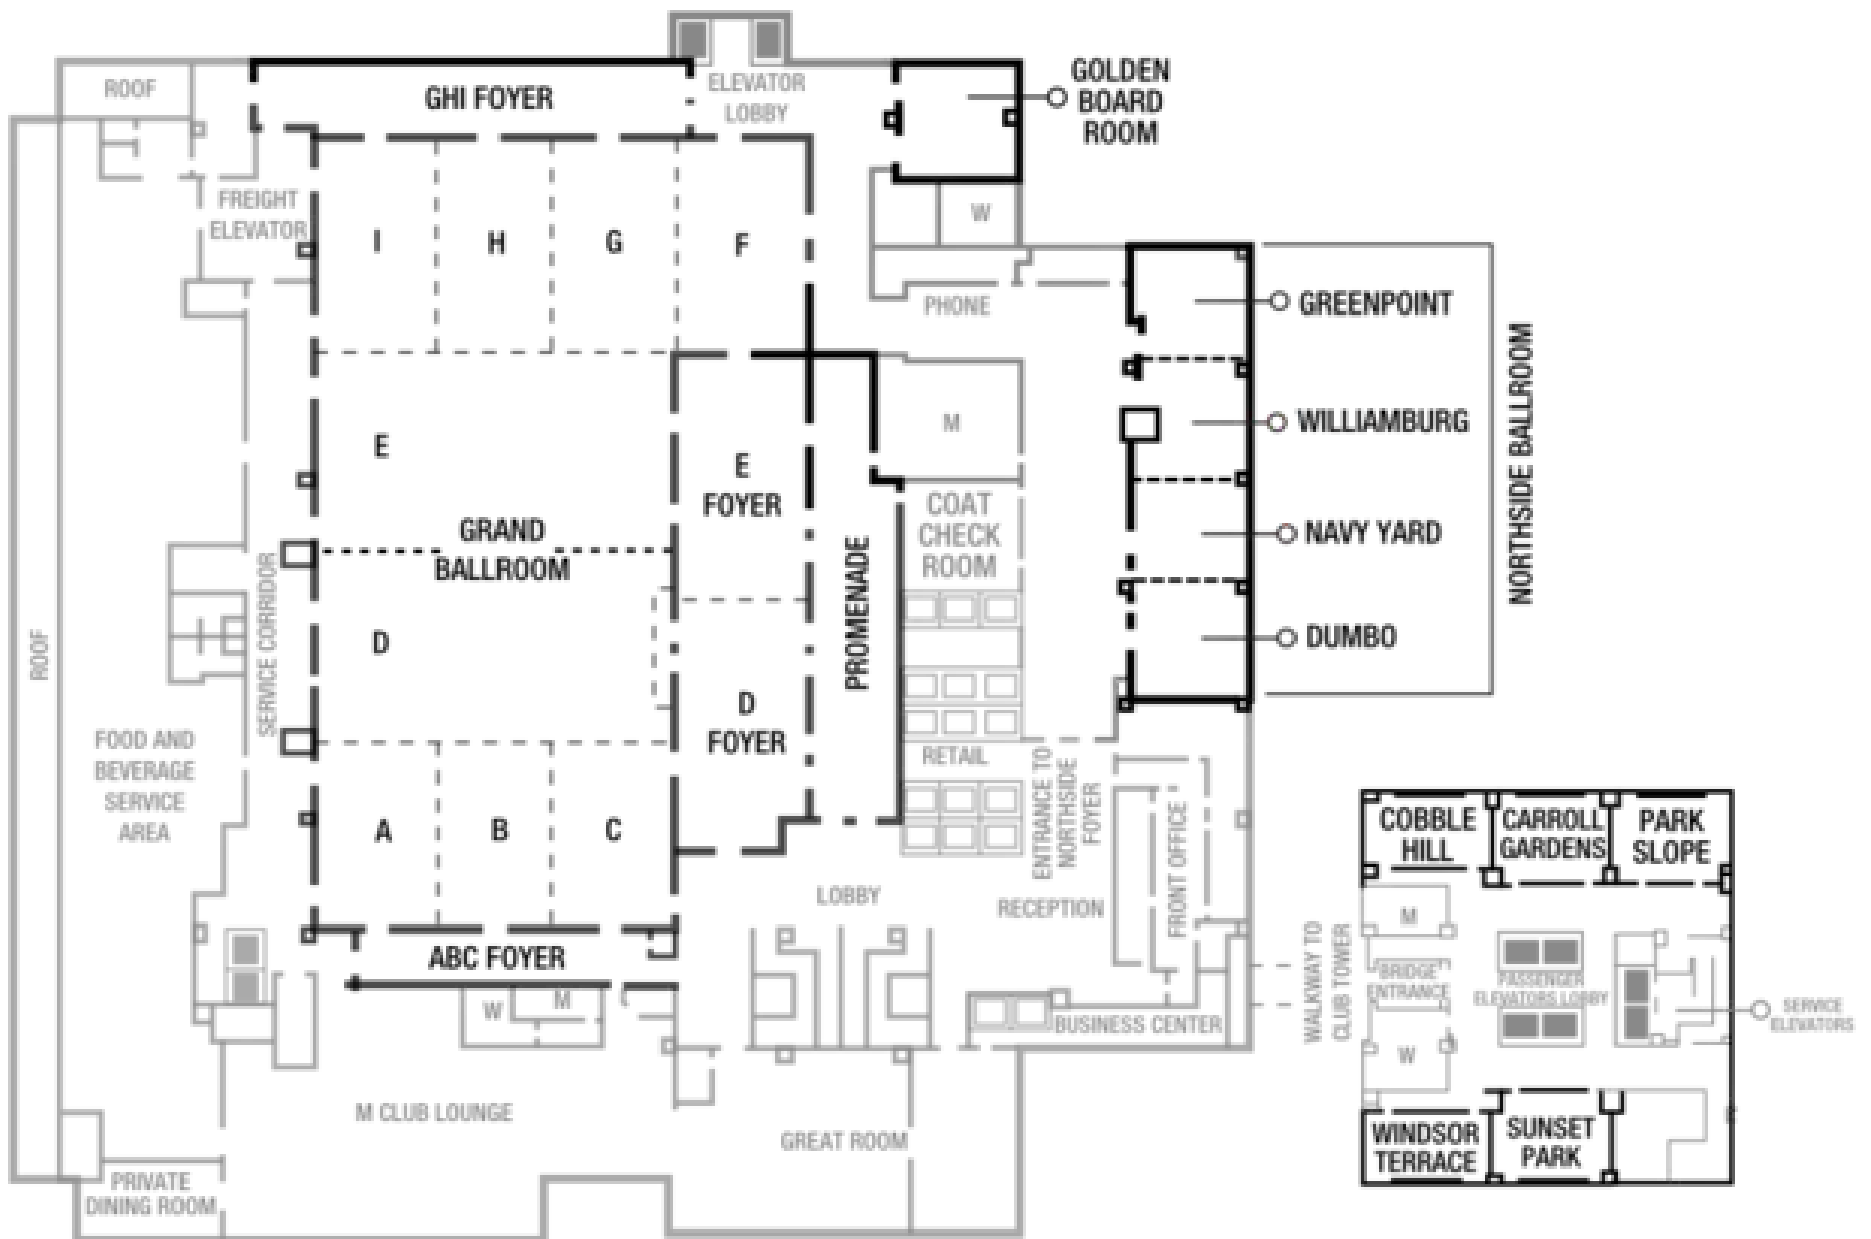 GOLDEN
BOARD
ROOM
ROOF
GHI FOYER
ELEVATOR
LOBBY
FREIGHT
ELEVATOR
I
H
G
F
W
PHONE
GREENPOINT
WILLIAMBURG
NAVY YARD
DUMBO
NORTHSIDE BALLROOM
M
E
E
FOYER
COAT
CHECK
ROOM
GRAND
BALLROOM
PROMENADE
SERVICE CORRIDOR
ROOF
D
D
FOYER
FOOD AND
BEVERAGE
SERVICE
AREA
RETAIL
ENTRANCE TO
NORTHSIDE
FOYER
FRONT OFFICE
A
B
C
LOBBY
RECEPTION
ABC FOYER
W
M
BUSINESS CENTER
WALKWAY TO
CLUB TOWER
M CLUB LOUNGE
GREAT ROOM
PRIVATE
DINING ROOM
COBBLE
HILL
CARROLL
GARDENS
PARK
SLOPE
M
BRIDGE
ENTRANCE
PASSENGER
ELEVATORS LOBBY
SERVICE
ELEVATORS
W
WINDSOR
TERRACE
SUNSET
PARK